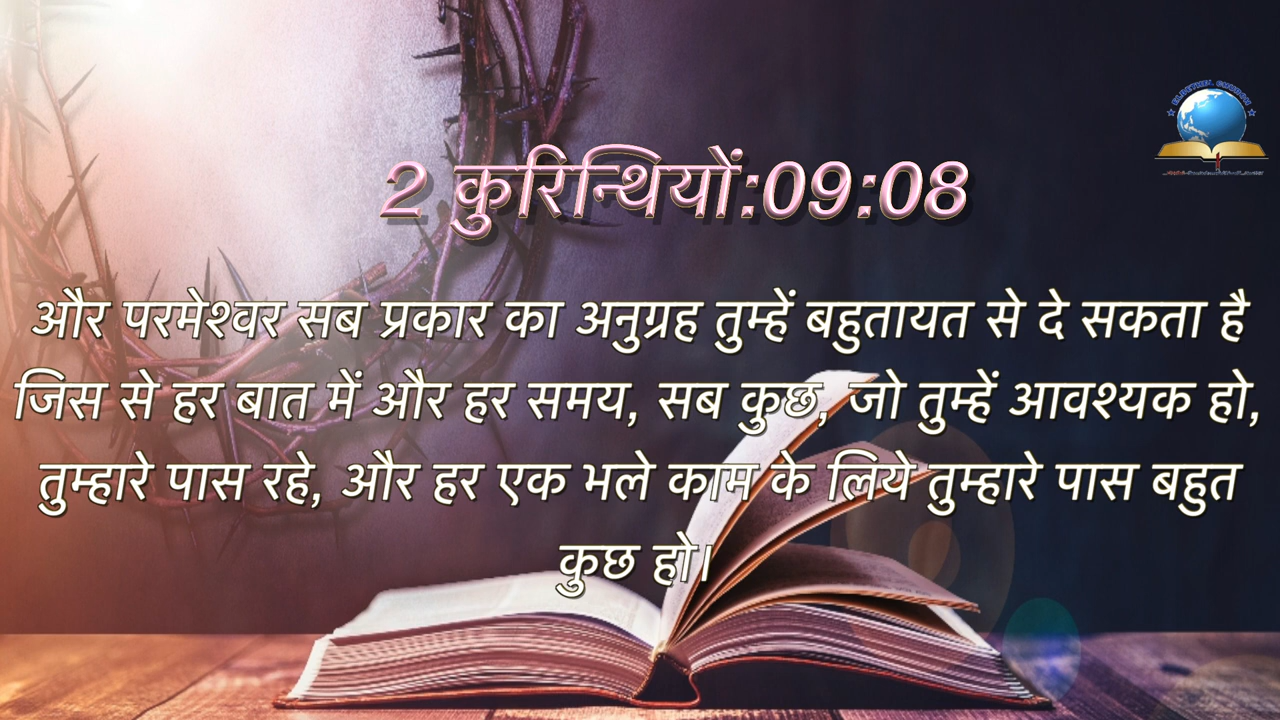 2 कुरिन्थियों:09:08
और परमेश्वर सब प्रकार का अनुग्रह तुम्हें बहुतायत से दे सकता है
जिस से हर बात में और हर समय, सब कुछ, जो तुम्हें आवश्यक हो,
तुम्हारे पास रहे, और हर एक भले काम के लिये तुम्हारे पास बहुत
कुछ हो।